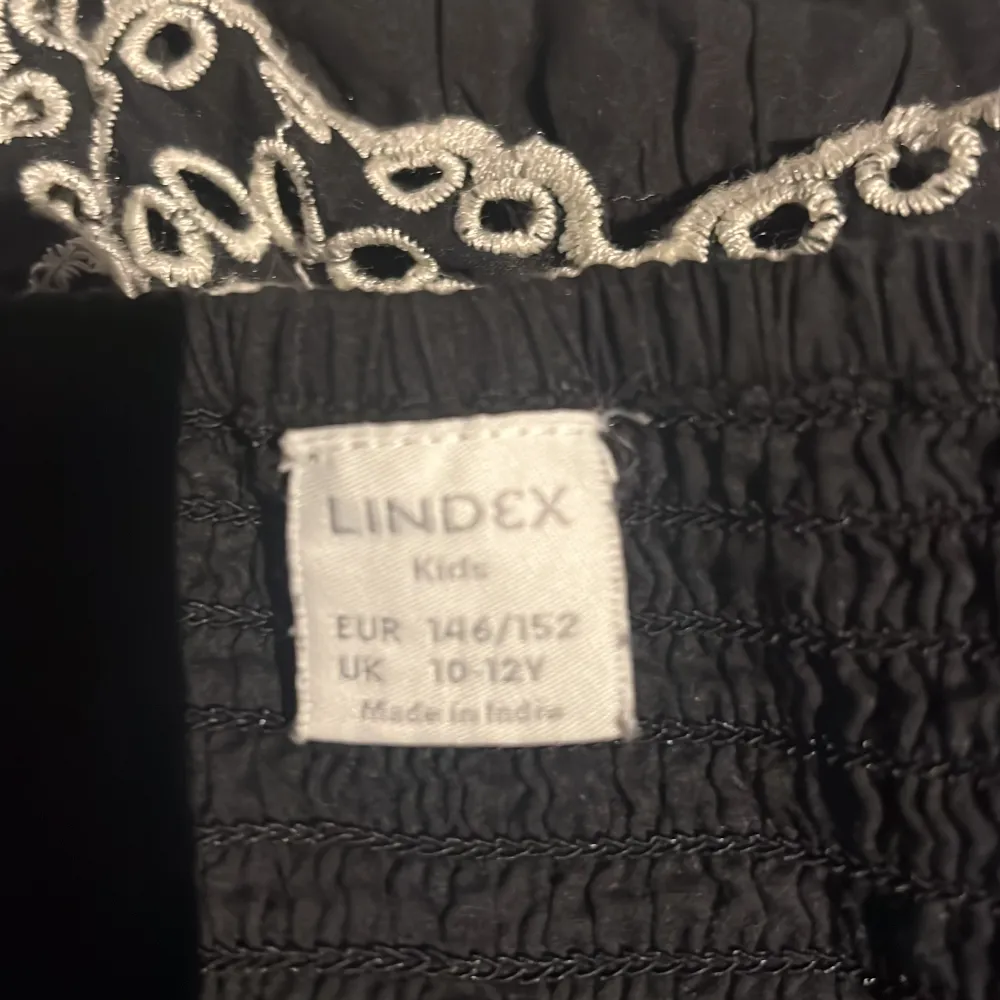 LINDEX
Kids
EUR 146/152
UK 10-12Y
Made in India